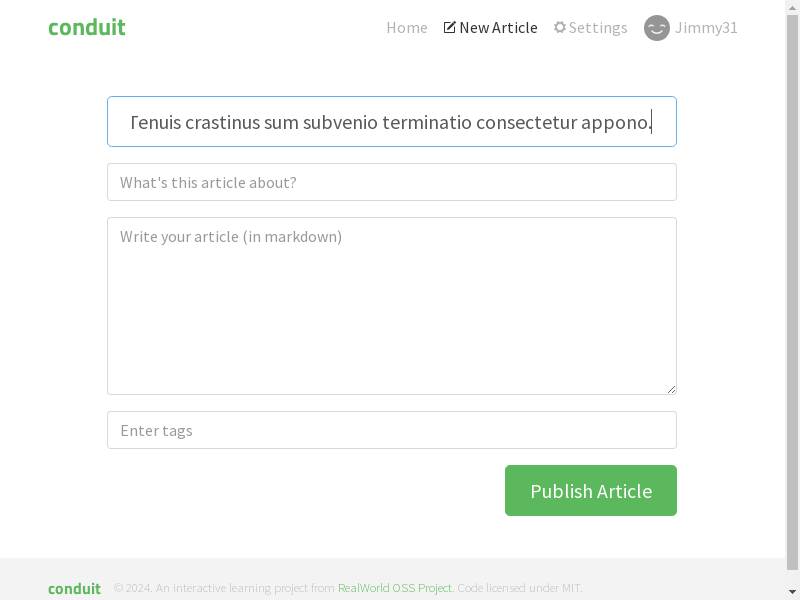 conduit
Home New Article Settings Jimmy31
Tenuis crastinus sum subvenio terminatio consectetur appono.
What's this article about?
Write your article (in markdown)
Enter tags
Publish Article
conduit © 2024. An interactive learning project from RealWorld OSS Project. Code licensed under MIT.